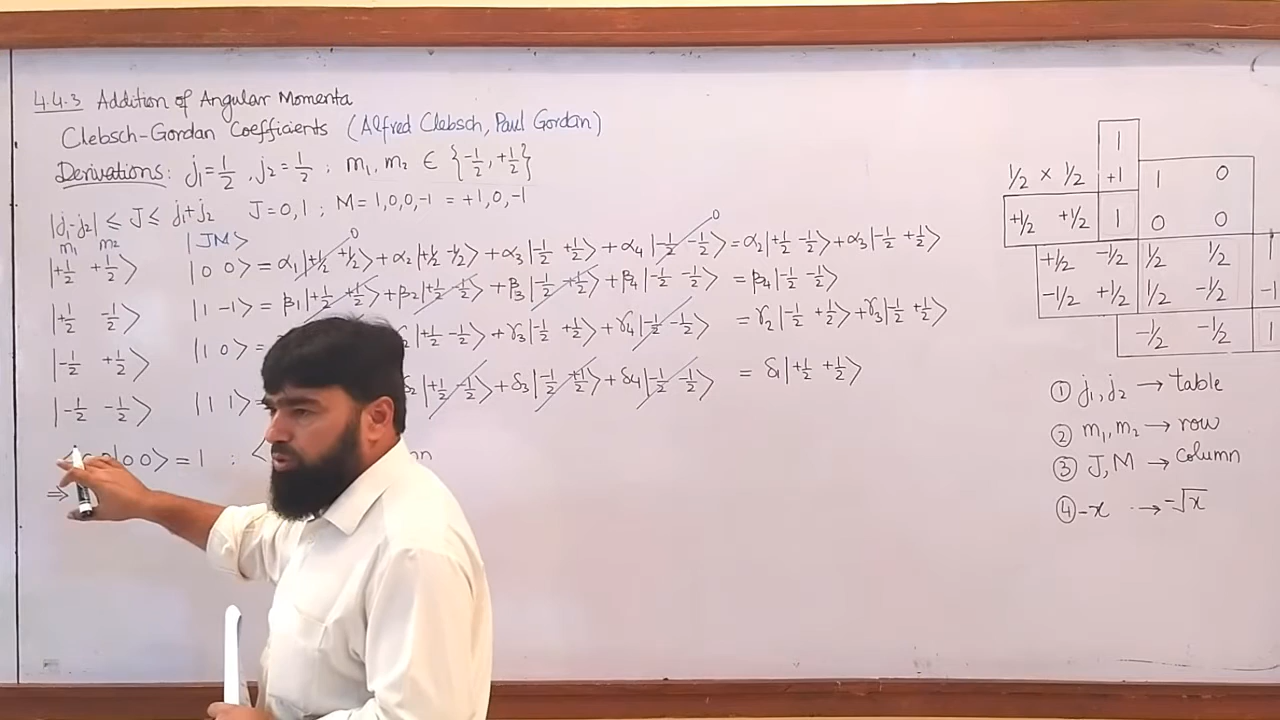 4.4.3 Addition of Angular Momenta
Clebsch-Gordan Coefficients (Alfred Clebsch, Paul Gordan)
Derivations: j₁=1/2, j₂=1/2 ; m₁, m₂ ∈ {-1/2, +1/2}
|j₁-j₂| ≤ J ≤ j₁+j₂ J=0,1 ; M=1,0,0,-1 = +1,0,-1
m₁ m₂ |JM>
|+1/2 +1/2>
|0 0> = α₁|+1/2 +1/2> + α₂|+1/2 -1/2> + α₃|-1/2 +1/2> + α₄|-1/2 -1/2> = α₂|+1/2 -1/2> + α₃|-1/2 +1/2>
0 0
|+1/2 -1/2>
|1 -1> = β₁|+1/2 +1/2> + β₂|+1/2 -1/2> + β₃|-1/2 +1/2> + β₄|-1/2 -1/2> = β₄|-1/2 -1/2>
|-1/2 +1/2>
|1 0> = |+1/2 -1/2> + γ₃|-1/2 +1/2> + γ₄|-1/2 -1/2> = γ₂|-1/2 +1/2> + γ₃|-1/2 +1/2>
|-1/2 -1/2>
|1 1> = δ₂|+1/2 -1/2> + δ₃|-1/2 +1/2> + δ₄|-1/2 -1/2> = δ₁|+1/2 +1/2>
|0 0> = 1 ; <
⇒
1
1/2 × 1/2 +1 1 0
+1/2 +1/2 1 0 0
+1/2 -1/2 1/2 1/2 1
-1/2 +1/2 1/2 -1/2 -1
-1/2 -1/2 1
① j₁, j₂ → table
② m₁, m₂ → row
③ J, M → column
④ -x → -√x